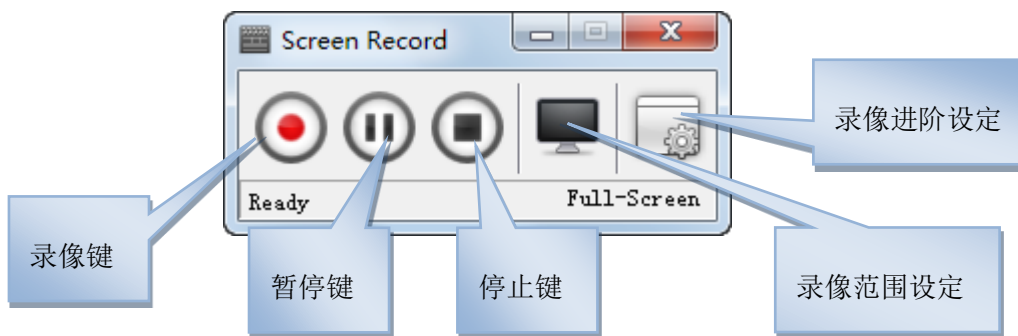 Screen Record
录像进阶设定
Ready
Full-Screen
录像键
暂停键
停止键
录像范围设定